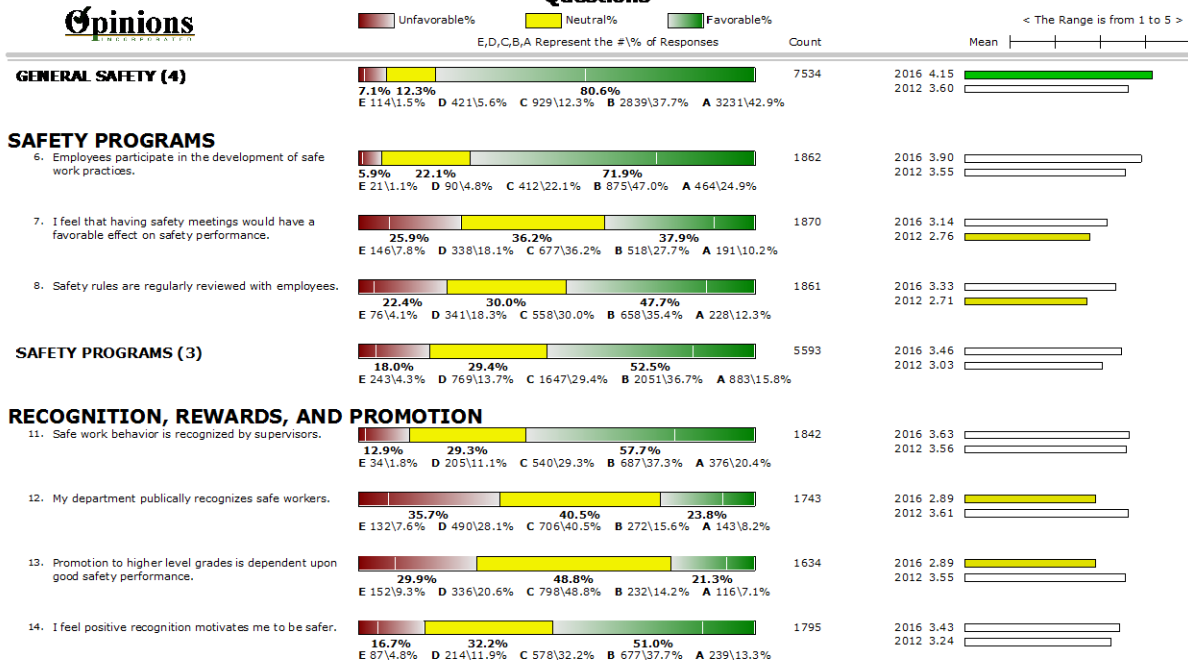 Questions
Opinions
INCORPORATED
Unfavorable% Neutral% Favorable%
E,D,C,B,A Represent the #\% of Responses
Count
< The Range is from 1 to 5 >
Mean
GENERAL SAFETY (4)
7534
2016 4.15
2012 3.60
7.1% 12.3% 80.6%
E 114\1.5% D 421\5.6% C 929\12.3% B 2839\37.7% A 3231\42.9%
SAFETY PROGRAMS
6. Employees participate in the development of safe
work practices.
1862
2016 3.90
2012 3.55
5.9% 22.1% 71.9%
E 21\1.1% D 90\4.8% C 412\22.1% B 875\47.0% A 464\24.9%
7. I feel that having safety meetings would have a
favorable effect on safety performance.
1870
2016 3.14
2012 2.76
25.9% 36.2% 37.9%
E 146\7.8% D 338\18.1% C 677\36.2% B 518\27.7% A 191\10.2%
8. Safety rules are regularly reviewed with employees.
1861
2016 3.33
2012 2.71
22.4% 30.0% 47.7%
E 76\4.1% D 341\18.3% C 558\30.0% B 658\35.4% A 228\12.3%
SAFETY PROGRAMS (3)
5593
2016 3.46
2012 3.03
18.0% 29.4% 52.5%
E 243\4.3% D 769\13.7% C 1647\29.4% B 2051\36.7% A 883\15.8%
RECOGNITION, REWARDS, AND PROMOTION
11. Safe work behavior is recognized by supervisors.
1842
2016 3.63
2012 3.56
12.9% 29.3% 57.7%
E 34\1.8% D 205\11.1% C 540\29.3% B 687\37.3% A 376\20.4%
12. My department publically recognizes safe workers.
1743
2016 2.89
2012 3.61
35.7% 40.5% 23.8%
E 132\7.6% D 490\28.1% C 706\40.5% B 272\15.6% A 143\8.2%
13. Promotion to higher level grades is dependent upon
good safety performance.
1634
2016 2.89
2012 3.55
29.9% 48.8% 21.3%
E 152\9.3% D 336\20.6% C 798\48.8% B 232\14.2% A 116\7.1%
14. I feel positive recognition motivates me to be safer.
1795
2016 3.43
2012 3.24
16.7% 32.2% 51.0%
E 87\4.8% D 214\11.9% C 578\32.2% B 677\37.7% A 239\13.3%